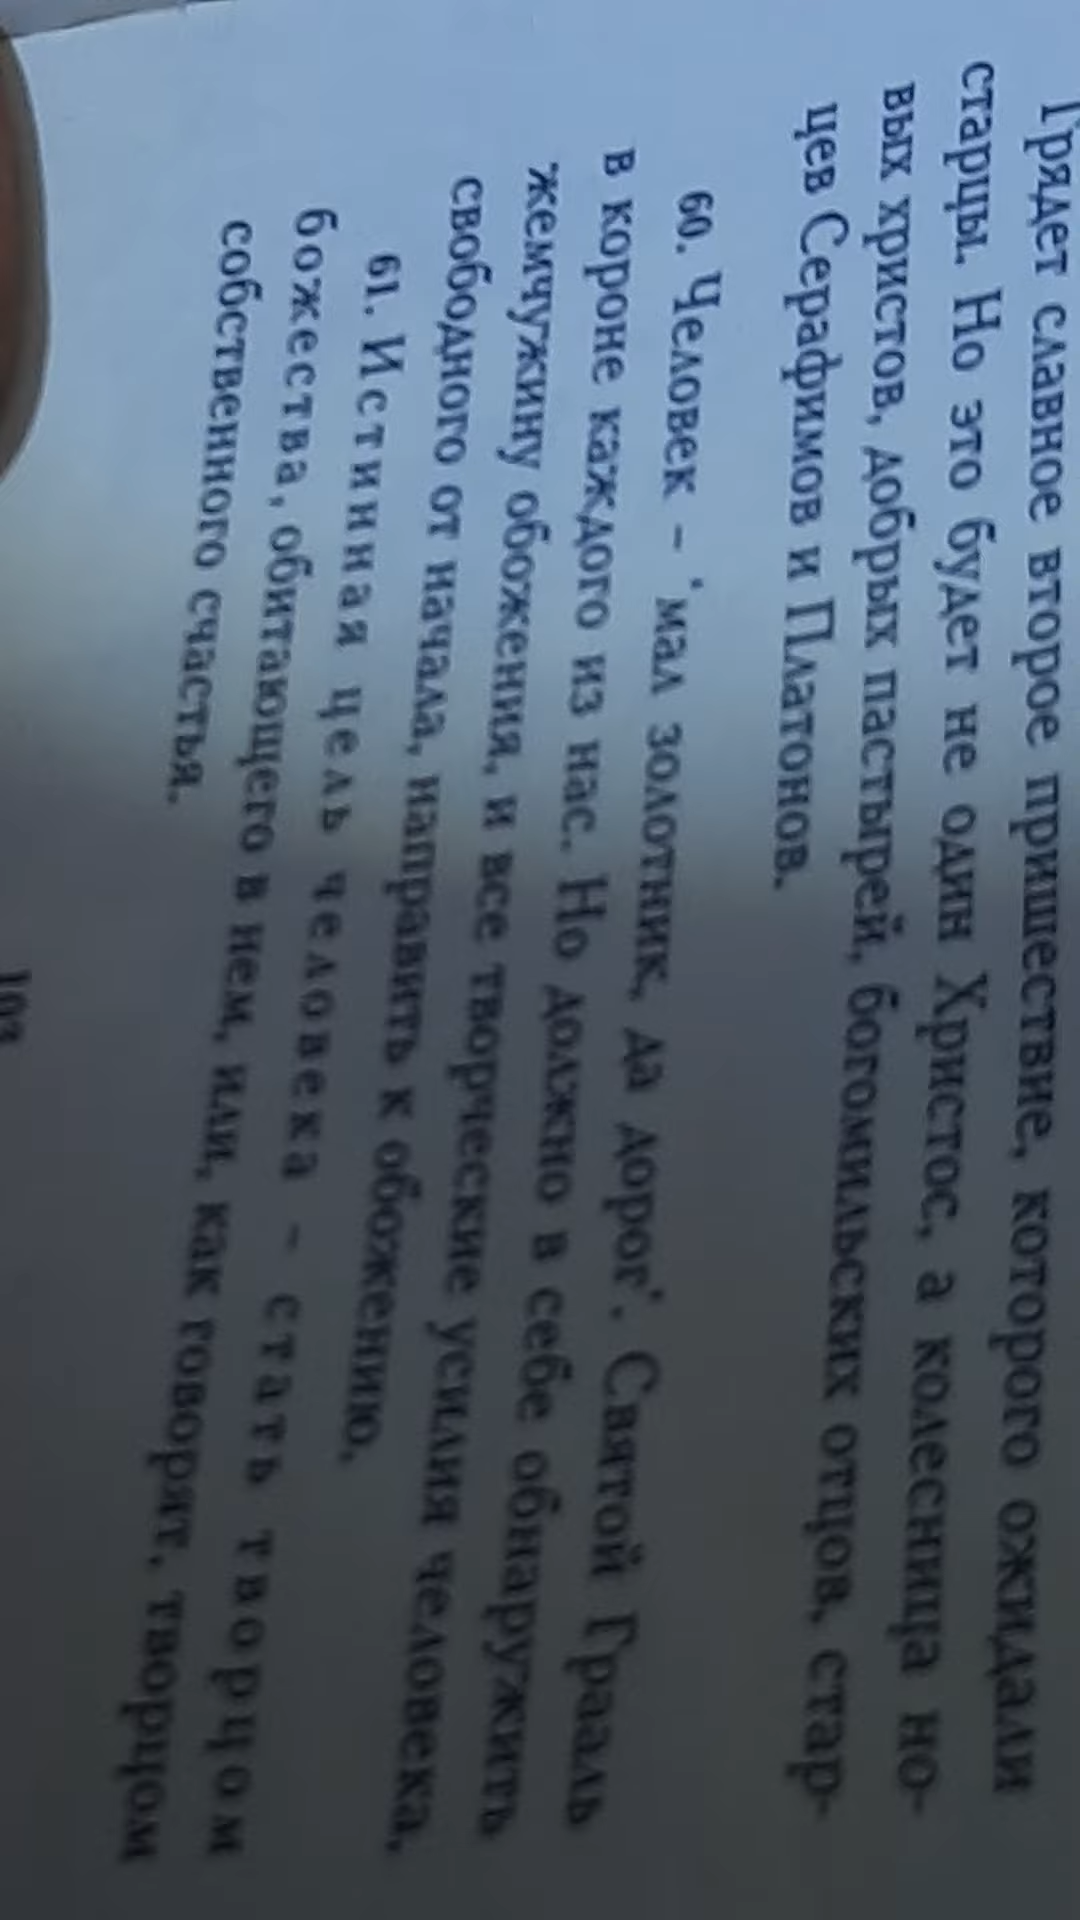 Грядет славное второе пришествие, которого ожидали
старцы. Но это будет не один Христос, а колесница но-
вых христов, добрых пастырей, богомильских отцов, стар-
цев Серафимов и Платонов.
60. Человек – 'мал золотник, да дорог'. Святой Грааль
в короне каждого из нас. Но должно в себе обнаружить
жемчужину обожения, и все творческие усилия человека,
свободного от начала, направить к обожению.
61. Истинная цель человека – стать творцом
божества, обитающего в нем, или, как говорят, творцом
собственного счастья.
103